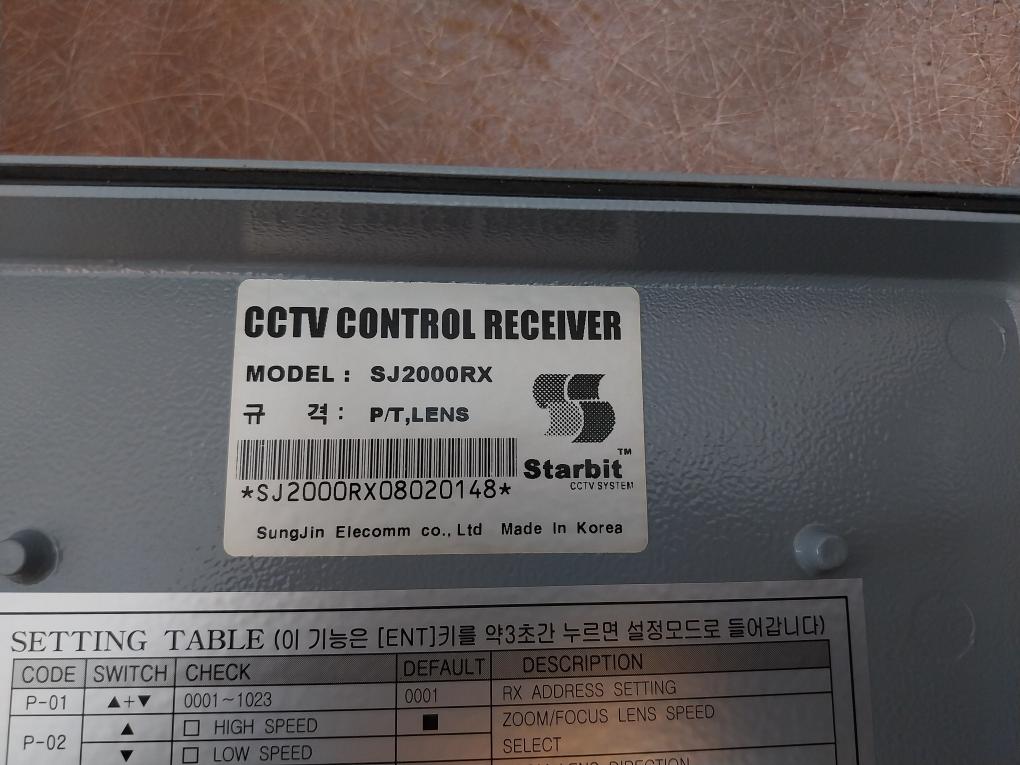 CCTV CONTROL RECEIVER
MODEL : SJ2000RX
규 격 : P/T,LENS
*SJ2000RX08020148*
Starbit™
CCTV SYSTEM
SungJin Elecomm co., Ltd Made In Korea
SETTING TABLE (이 기능은 [ENT]키를 약3초간 누르면 설정모드로 들어갑니다)
CODE SWITCH CHECK DEFAULT DESCRIPTION
P-01 ▲+▼ 0001~1023 0001 RX ADDRESS SETTING
P-02 ▲ □ HIGH SPEED ■ ZOOM/FOCUS LENS SPEED
▼ □ LOW SPEED SELECT
LENS DIRECTION